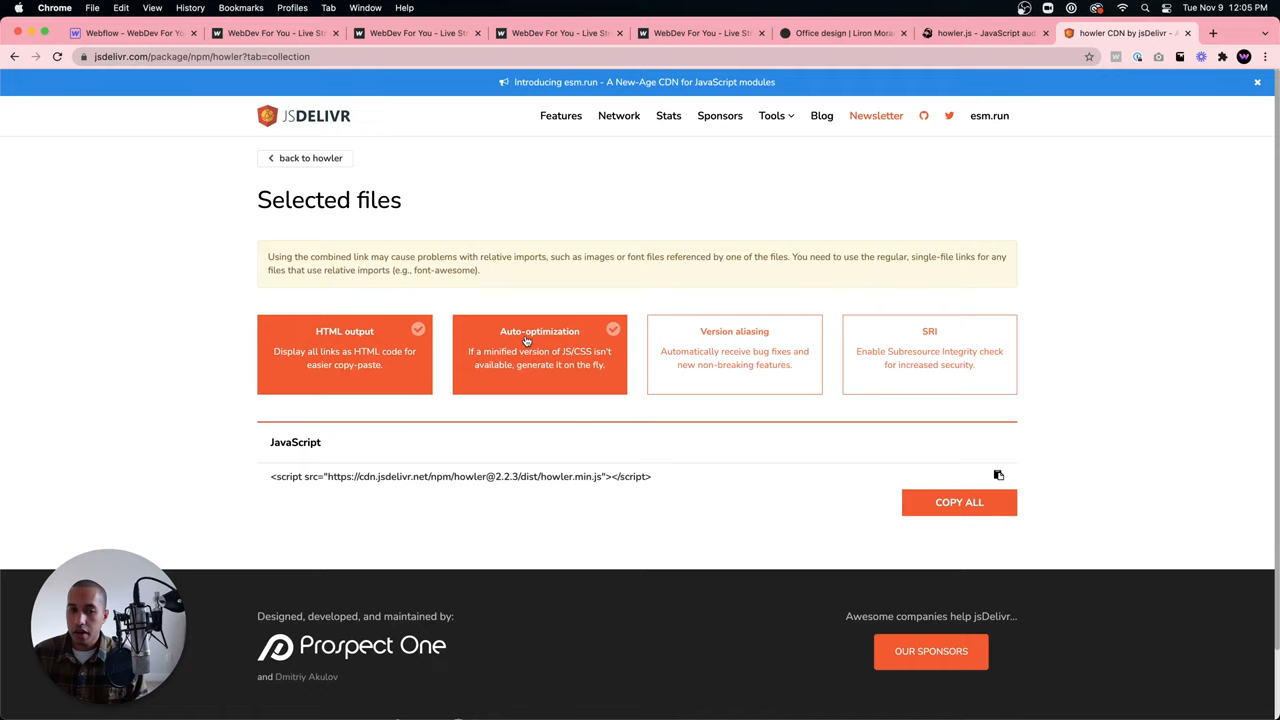 Chrome File Edit View History Bookmarks Profiles Tab Window Help
Tue Nov 9 12:05 PM
Webflow - WebDev For You - L
WebDev For You - Live Str
WebDev For You - Live Str
WebDev For You - Live Str
WebDev For You - Live Str
Office design | Liron Moran
howler.js - JavaScript aud
howler CDN by jsDelivr - A
jsdelivr.com/package/npm/howler?tab=collection
Introducing esm.run - A New-Age CDN for JavaScript modules
JSDELIVR
Features Network Stats Sponsors Tools Blog Newsletter esm.run
back to howler
Selected files
Using the combined link may cause problems with relative imports, such as images or font files referenced by one of the files. You need to use the regular, single-file links for any
files that use relative imports (e.g., font-awesome).
HTML output
Display all links as HTML code for
easier copy-paste.
Auto-optimization
If a minified version of JS/CSS isn't
available, generate it on the fly.
Version aliasing
Automatically receive bug fixes and
new non-breaking features.
SRI
Enable Subresource Integrity check
for increased security.
JavaScript
<script src="https://cdn.jsdelivr.net/npm/howler@2.2.3/dist/howler.min.js"></script>
COPY ALL
Designed, developed, and maintained by:
Prospect One
and Dmitriy Akulov
Awesome companies help jsDelivr...
OUR SPONSORS